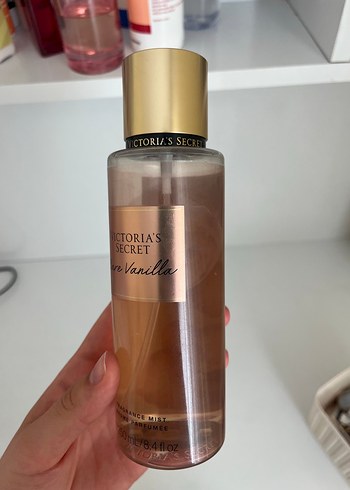 VICTORIA'S SECRET
VICTORIA'S
SECRET
Vanilla
FRAGRANCE MIST
PARFUMÉE
8.4 fl oz